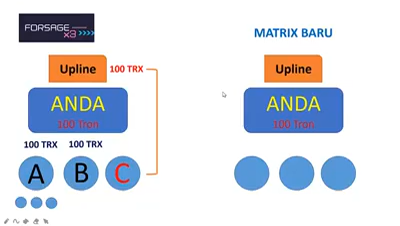 FORSAGE
x3
MATRIX BARU
Upline
100 TRX
ANDA
100 Tron
100 TRX
100 TRX
A
B
C
Upline
ANDA
100 Tron